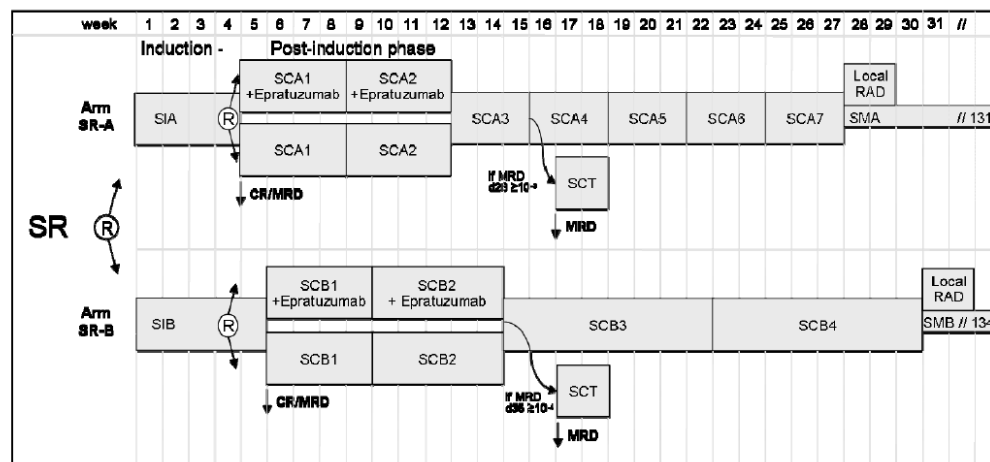 week 1 2 3 4 5 6 7 8 9 10 11 12 13 14 15 16 17 18 19 20 21 22 23 24 25 26 27 28 29 30 31 //
Induction - Post-induction phase
SCA1
+Epratuzumab
SCA2
+Epratuzumab
Local
RAD
Arm
SR-A
SIA
R
SCA3
SCA4
SCA5
SCA6
SCA7
SMA // 131
SCA1
SCA2
CR/MRD
if MRD
SCT
MRD
SR
R
SCB1
+Epratuzumab
SCB2
+ Epratuzumab
Local
RAD
Arm
SR-B
SIB
R
SCB3
SCB4
SMB // 134
SCB1
SCB2
CR/MRD
if MRD
SCT
MRD